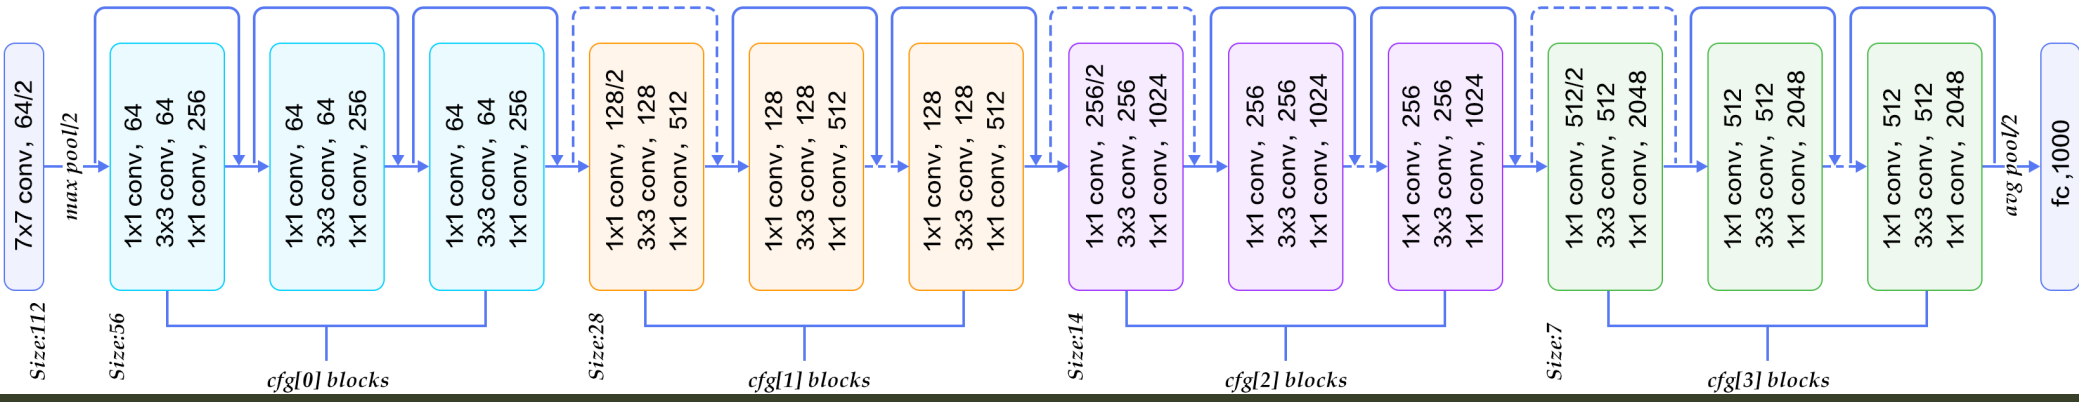 7x7 conv, 64/2
max pool/2
1x1 conv, 64
3x3 conv, 64
1x1 conv, 256
1x1 conv, 64
3x3 conv, 64
1x1 conv, 256
1x1 conv, 64
3x3 conv, 64
1x1 conv, 256
1x1 conv, 128/2
3x3 conv, 128
1x1 conv, 512
1x1 conv, 128
3x3 conv, 128
1x1 conv, 512
1x1 conv, 128
3x3 conv, 128
1x1 conv, 512
1x1 conv, 256/2
3x3 conv, 256
1x1 conv, 1024
1x1 conv, 256
3x3 conv, 256
1x1 conv, 1024
1x1 conv, 256
3x3 conv, 256
1x1 conv, 1024
1x1 conv, 512/2
3x3 conv, 512
1x1 conv, 2048
1x1 conv, 512
3x3 conv, 512
1x1 conv, 2048
1x1 conv, 512
3x3 conv, 512
1x1 conv, 2048
avg pool/2
fc ,1000
Size:112
Size:56
Size:28
Size:14
Size:7
cfg[0] blocks
cfg[1] blocks
cfg[2] blocks
cfg[3] blocks